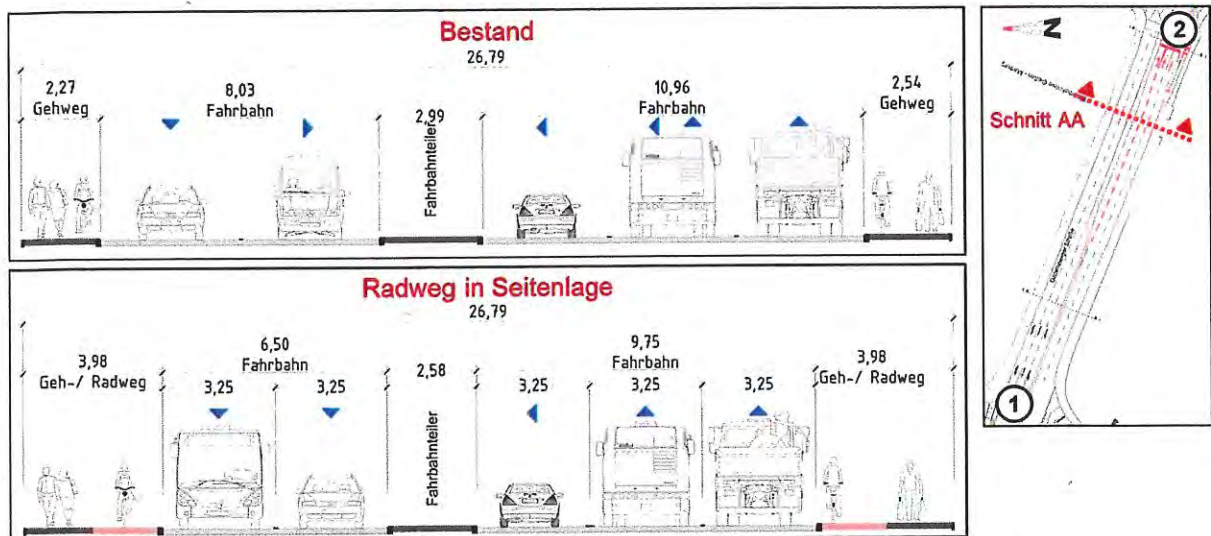 Bestand
26,79
2,27
Gehweg
8,03
Fahrbahn
2,99
Fahrbahnteiler
10,96
Fahrbahn
2,54
Gehweg
Radweg in Seitenlage
26,79
3,98
Geh-/ Radweg
6,50
Fahrbahn
3,25
3,25
2,58
Fahrbahnteiler
9,75
Fahrbahn
3,25
3,25
3,25
3,98
Geh-/ Radweg
N
2
Schnitt AA
1